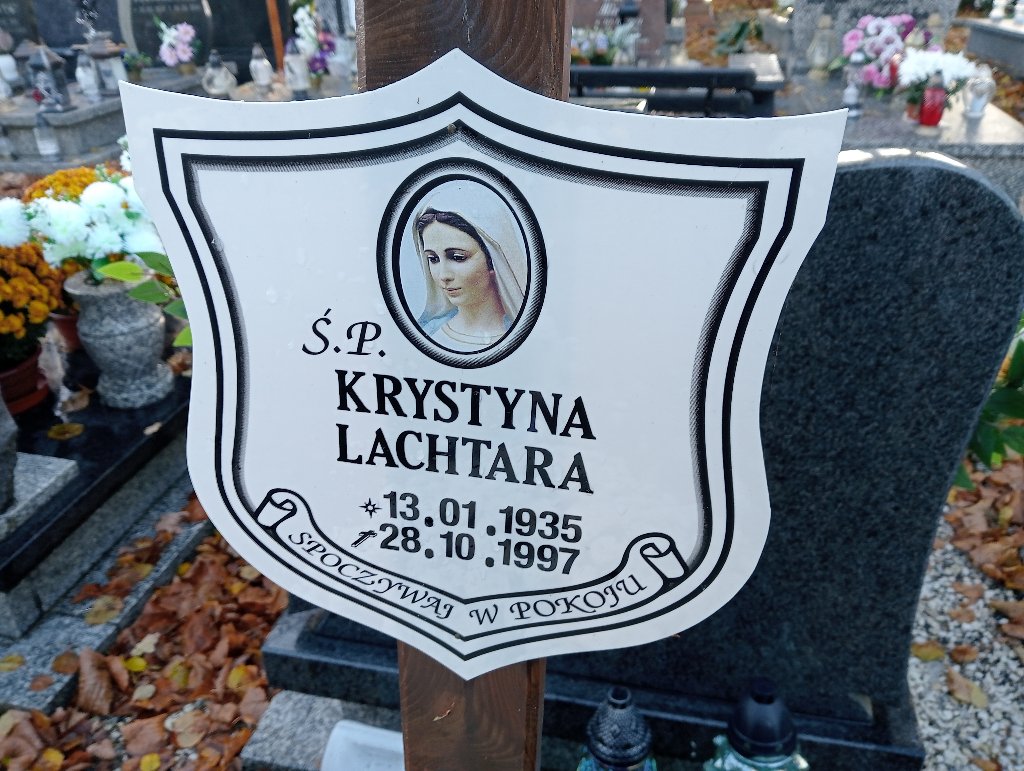 Ś.P.
KRYSTYNA
LACHTARA
13.01.1935
28.10.1997
SPOCZYWAJ W POKOJU